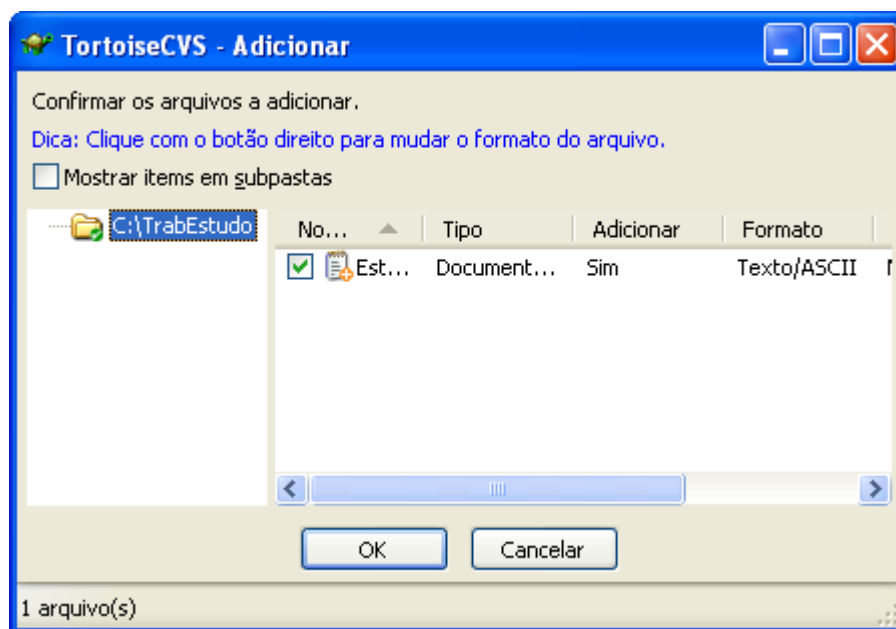 TortoiseCVS - Adicionar
Confirmar os arquivos a adicionar.
Dica: Clique com o botão direito para mudar o formato do arquivo.
Mostrar items em subpastas
C:\TrabEstudo
No... Tipo Adicionar Formato
Est... Document... Sim Texto/ASCII
OK Cancelar
1 arquivo(s)